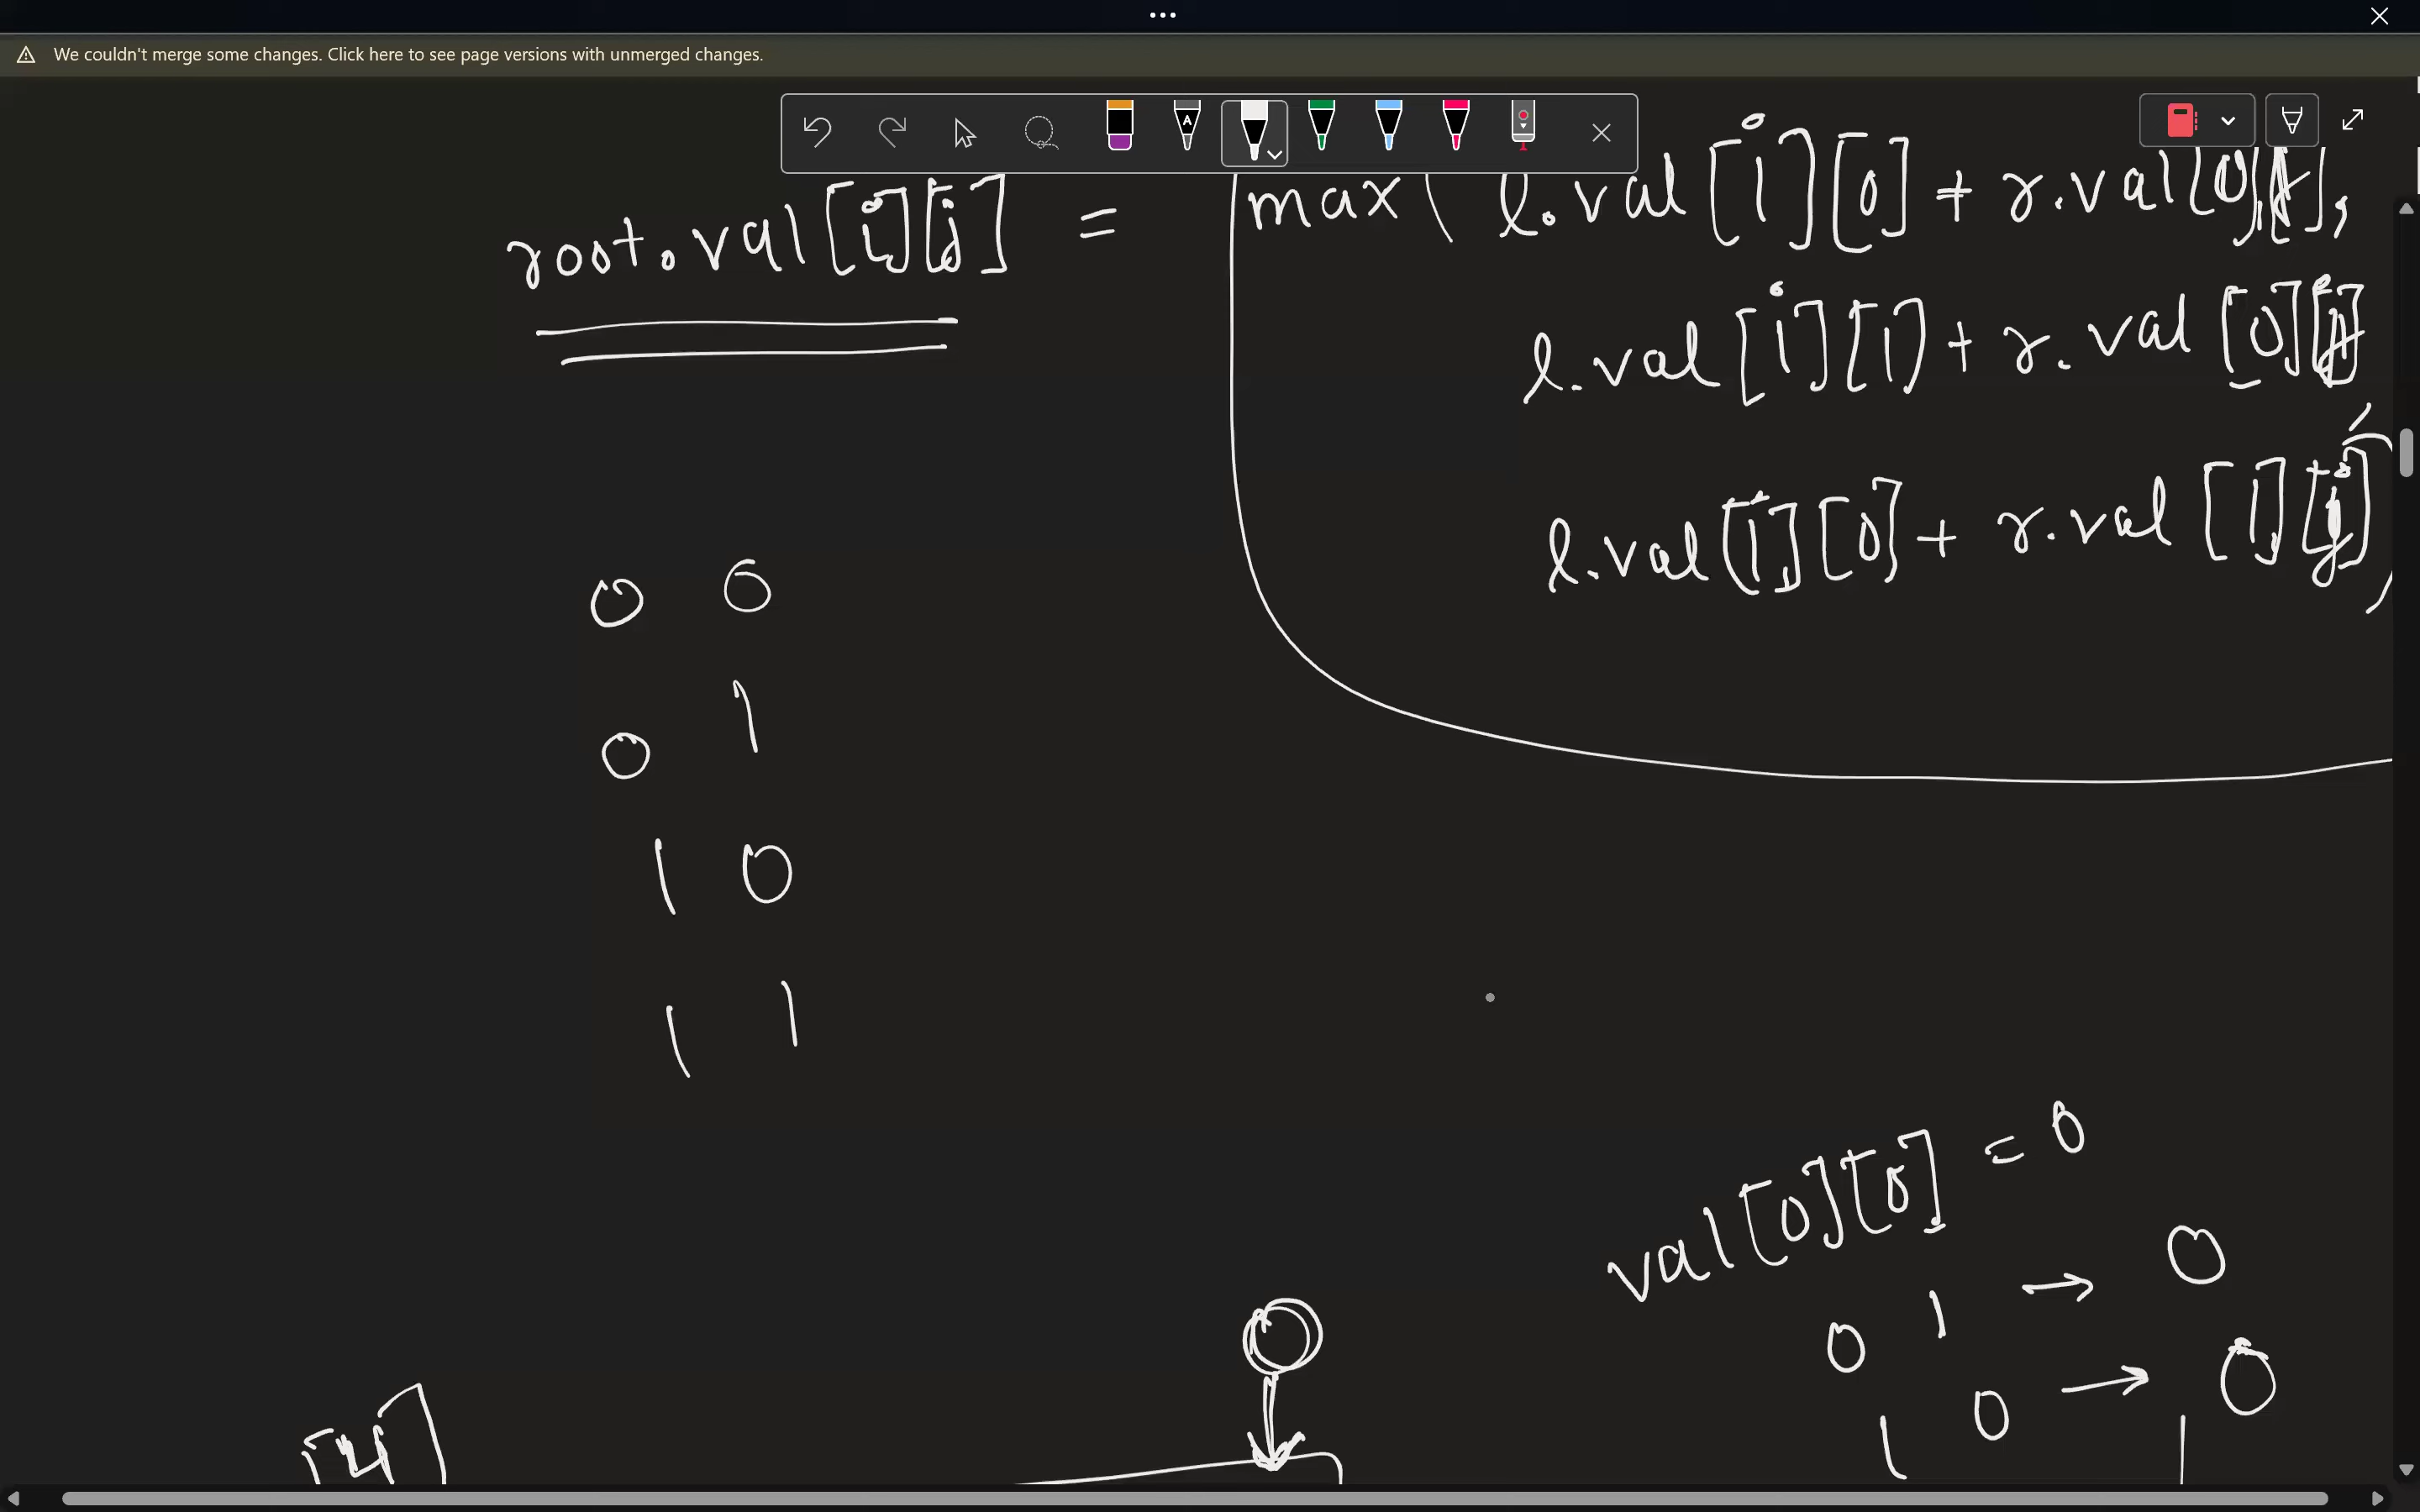 We couldn't merge some changes. Click here to see page versions with unmerged changes.
A
root.val[i][j] = max( l.val[i][0] + r.val[0][j],
l.val[i][1] + r.val[0][j]
l.val[i][0] + r.val[1][j])
0 0
0 1
1 0
1 1
val[0][0] = 0
0 1 → 0
1 0 → 0
1
[4]